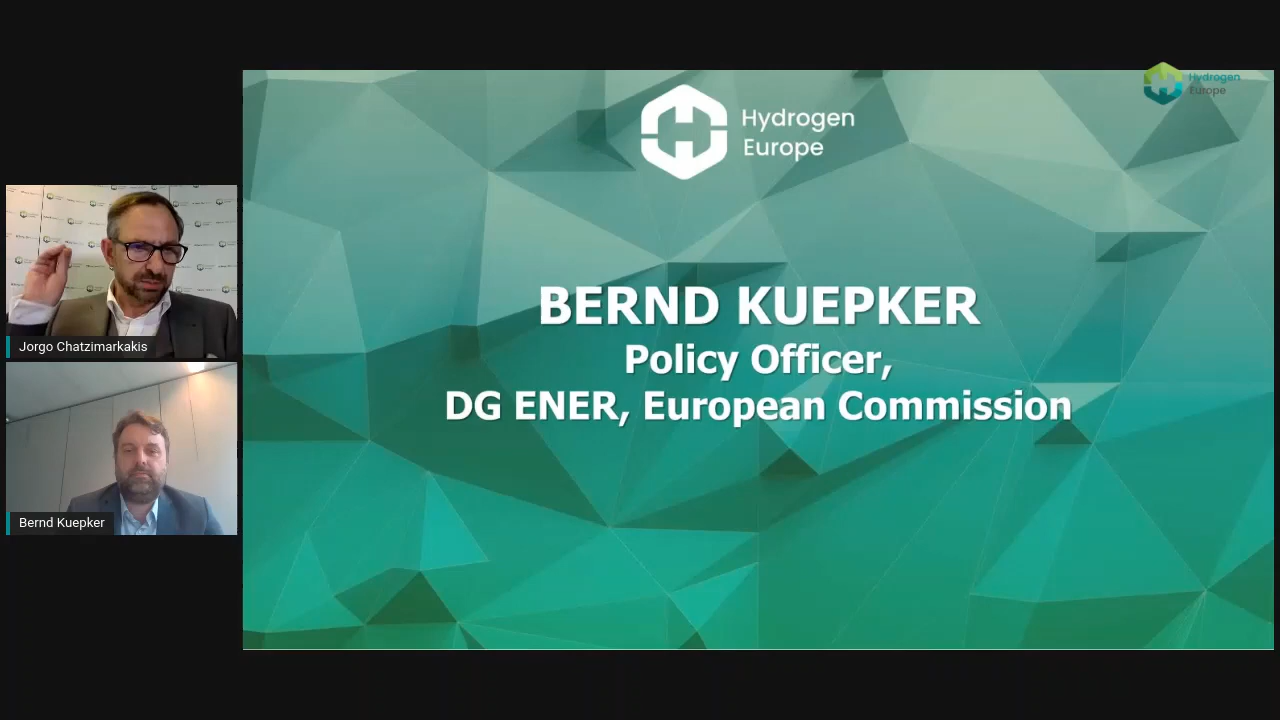 Hydrogen
Europe
Hydrogen
Europe
BERND KUEPKER
Policy Officer,
DG ENER, European Commission
Jorgo Chatzimarkakis
Bernd Kuepker